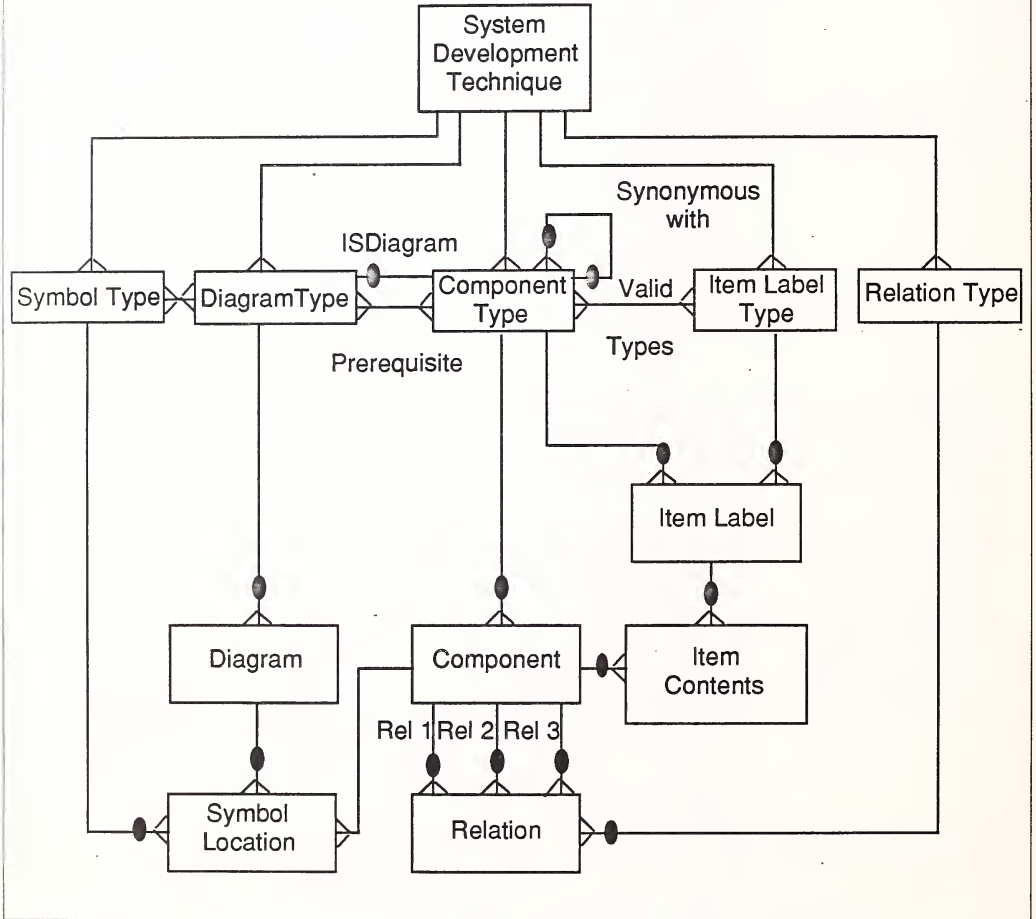 System
Development
Technique
Synonymous
with
ISDiagram
Symbol Type
DiagramType
Component
Type
Valid
Types
Item Label
Type
Relation Type
Prerequisite
Item Label
Diagram
Component
Item
Contents
Rel 1
Rel 2
Rel 3
Symbol
Location
Relation